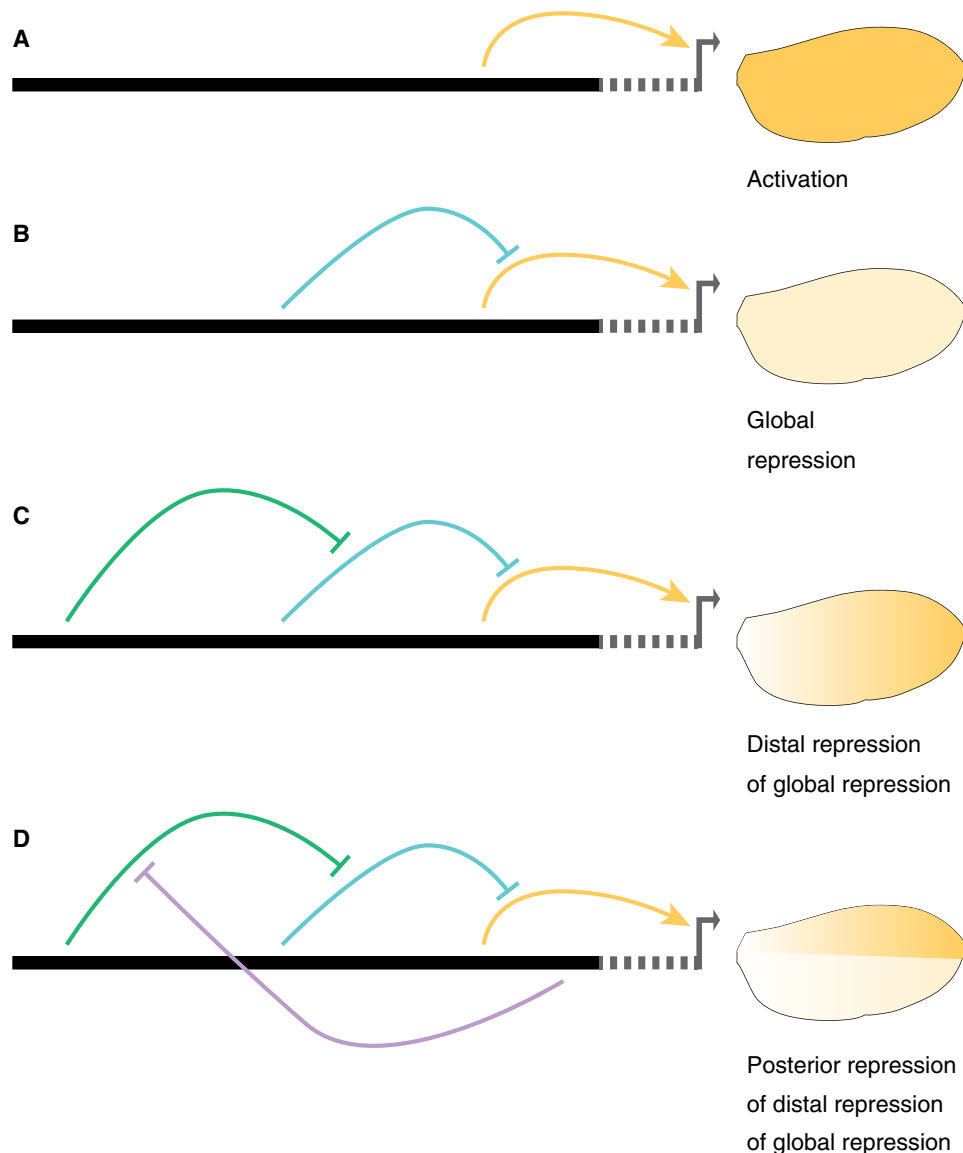 A
Activation
B
Global
repression
C
Distal repression
of global repression
D
Posterior repression
of distal repression
of global repression